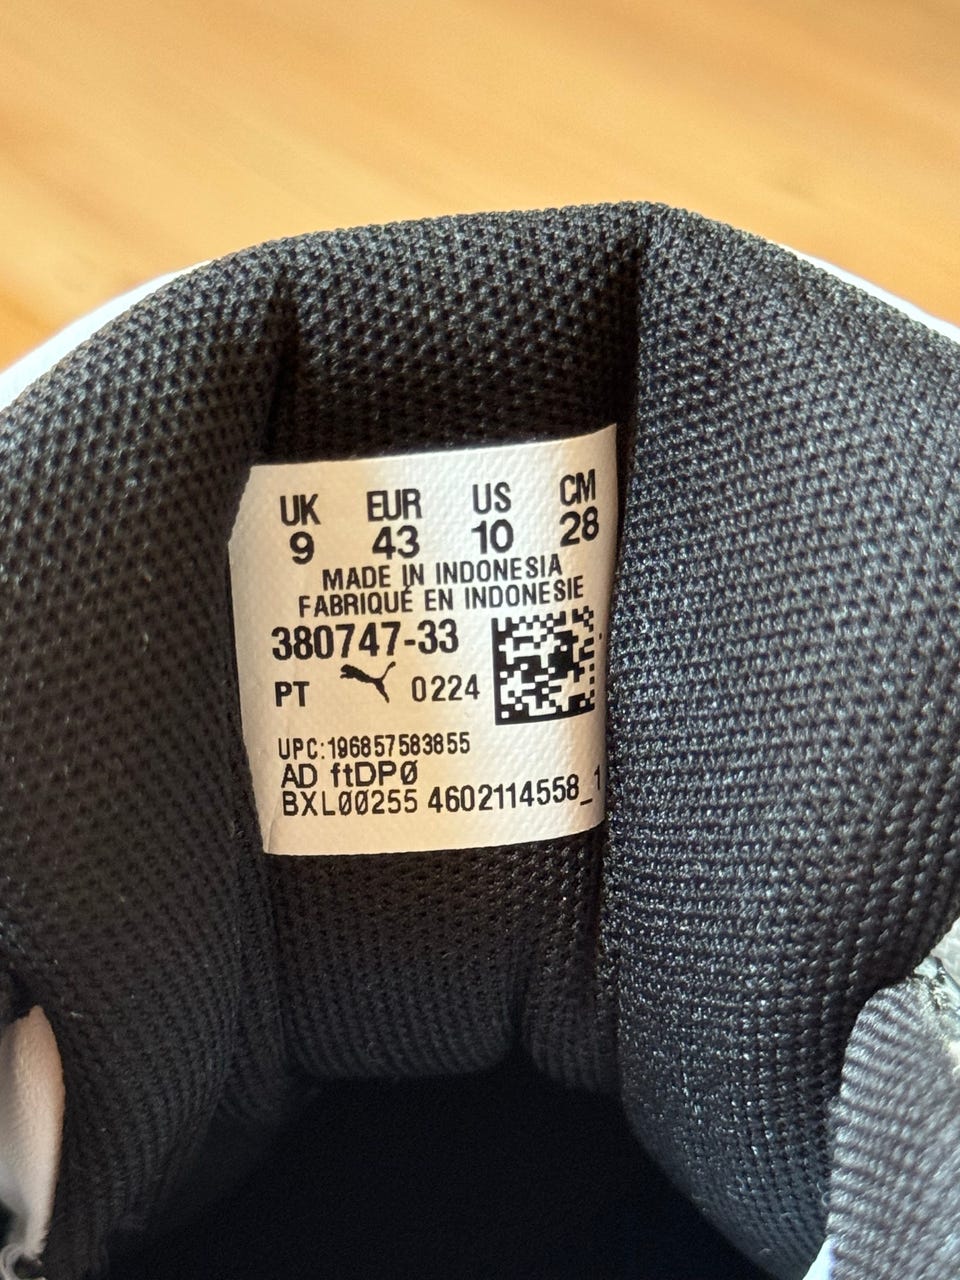 UK EUR US CM
9 43 10 28
MADE IN INDONESIA
FABRIQUÉ EN INDONESIE
380747-33
PT 0224
UPC:196857583855
AD ftDPØ
BXLØØ255 4602114558_1